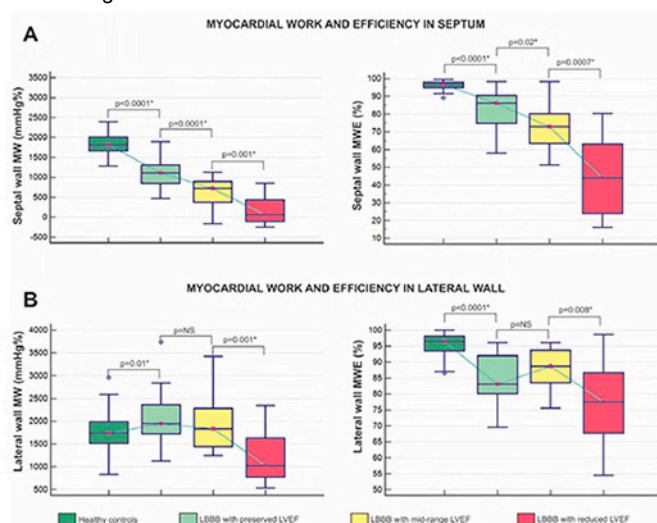 A
MYOCARDIAL WORK AND EFFICIENCY IN SEPTUM
Septal wall MW (mmHg%)
3500
3000
2500
2000
1500
1000
500
0
-500
p<0.0001*
p=0.0001*
p=0.001*
Septal wall MWE (%)
100
90
80
70
60
50
40
30
20
10
p<0.0001*
p=0.02*
p=0.0007*
B
MYOCARDIAL WORK AND EFFICIENCY IN LATERAL WALL
Lateral wall MW (mmHg%)
4000
3500
3000
2500
2000
1500
1000
500
p=0.01*
p=NS
p=0.001*
Lateral wall MWE (%)
100
95
90
85
80
75
70
65
60
55
50
p<0.0001*
p=NS
p=0.008*
Healthy controls
LBBB with preserved LVEF
LBBB with mid-range LVEF
LBBB with reduced LVEF